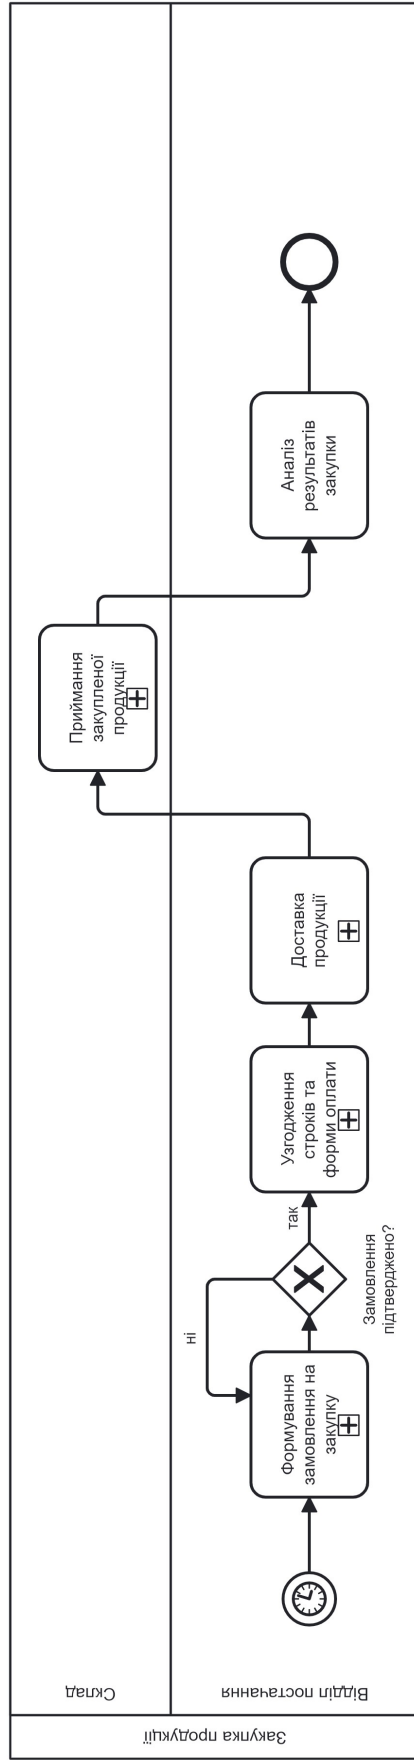 Закупка продукції
Склад
Відділ постачання
Формування
замовлення на
закупку
Замовлення
підтверджено?
ні
так
Узгодження
строків та
форми оплати
Доставка
продукції
Приймання
закупленої
продукції
Аналіз
результатів
закупки